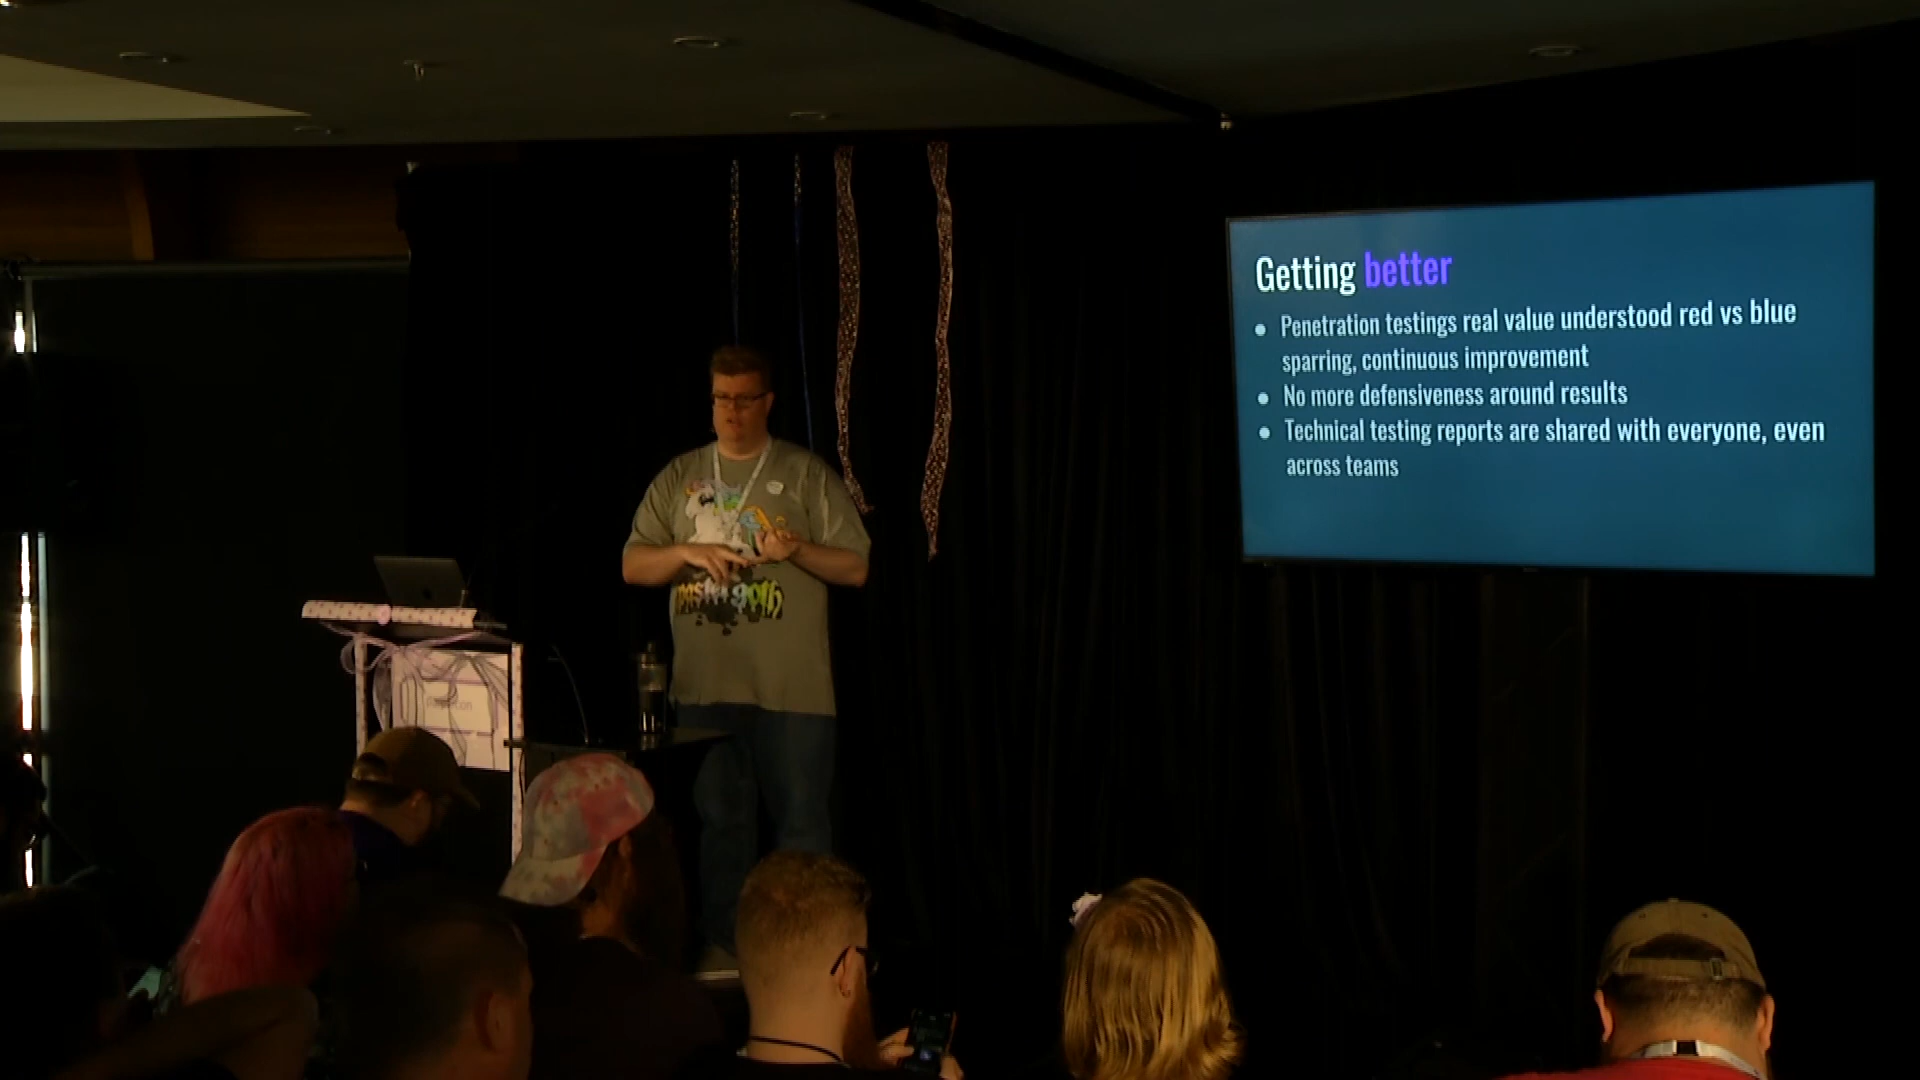 Getting better
● Penetration testings real value understood red vs blue
sparring, continuous improvement
● No more defensiveness around results
● Technical testing reports are shared with everyone, even
across teams
goth